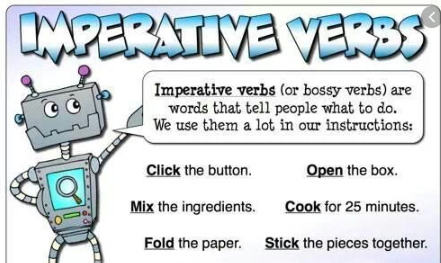 IMPERATIVE VERBS
Imperative verbs (or bossy verbs) are
words that tell people what to do.
We use them a lot in our instructions:
Click the button. Open the box.
Mix the ingredients. Cook for 25 minutes.
Fold the paper. Stick the pieces together.